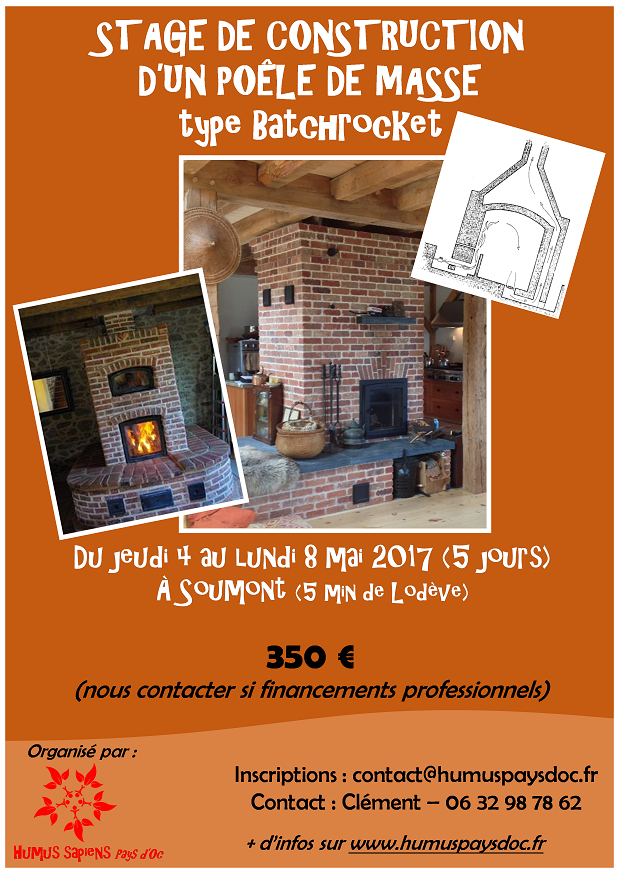 STAGE DE CONSTRUCTION
D'UN POÊLE DE MASSE
type Batchrocket
Du jeudi 4 au lundi 8 mai 2017 (5 jours)
À Soumont (5 min de Lodève)
350 €
(nous contacter si financements professionnels)
Organisé par :
Humus Sapiens Pays d'Oc
Inscriptions : contact@humuspaysdoc.fr
Contact : Clément – 06 32 98 78 62
+ d'infos sur www.humuspaysdoc.fr